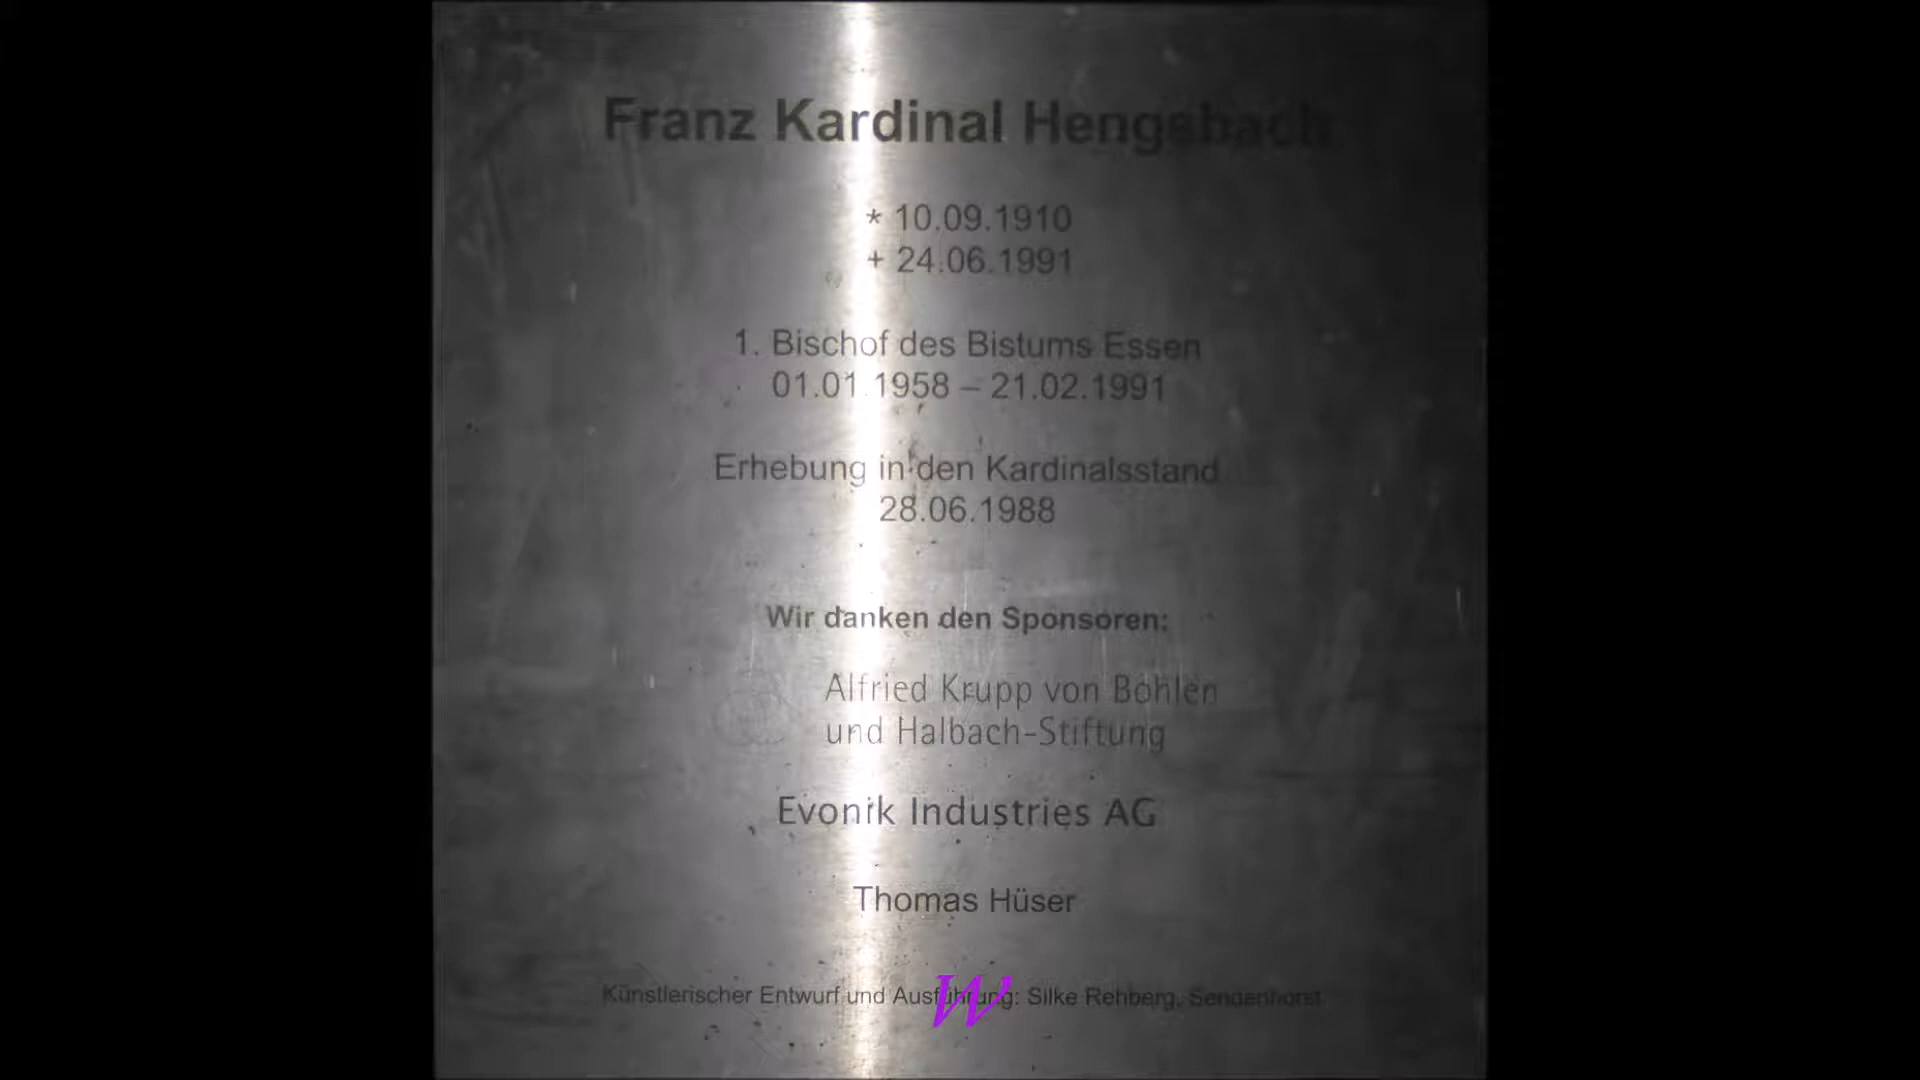 Franz Kardinal Hengsbach
* 10.09.1910
+ 24.06.1991
1. Bischof des Bistums Essen
01.01.1958 – 21.02.1991
Erhebung in den Kardinalsstand
28.06.1988
Wir danken den Sponsoren:
Alfried Krupp von Bohlen
und Halbach-Stiftung
Evonik Industries AG
Thomas Hüser
Künstlerischer Entwurf und Ausführung: Silke Rehberg, Sendenhorst
W